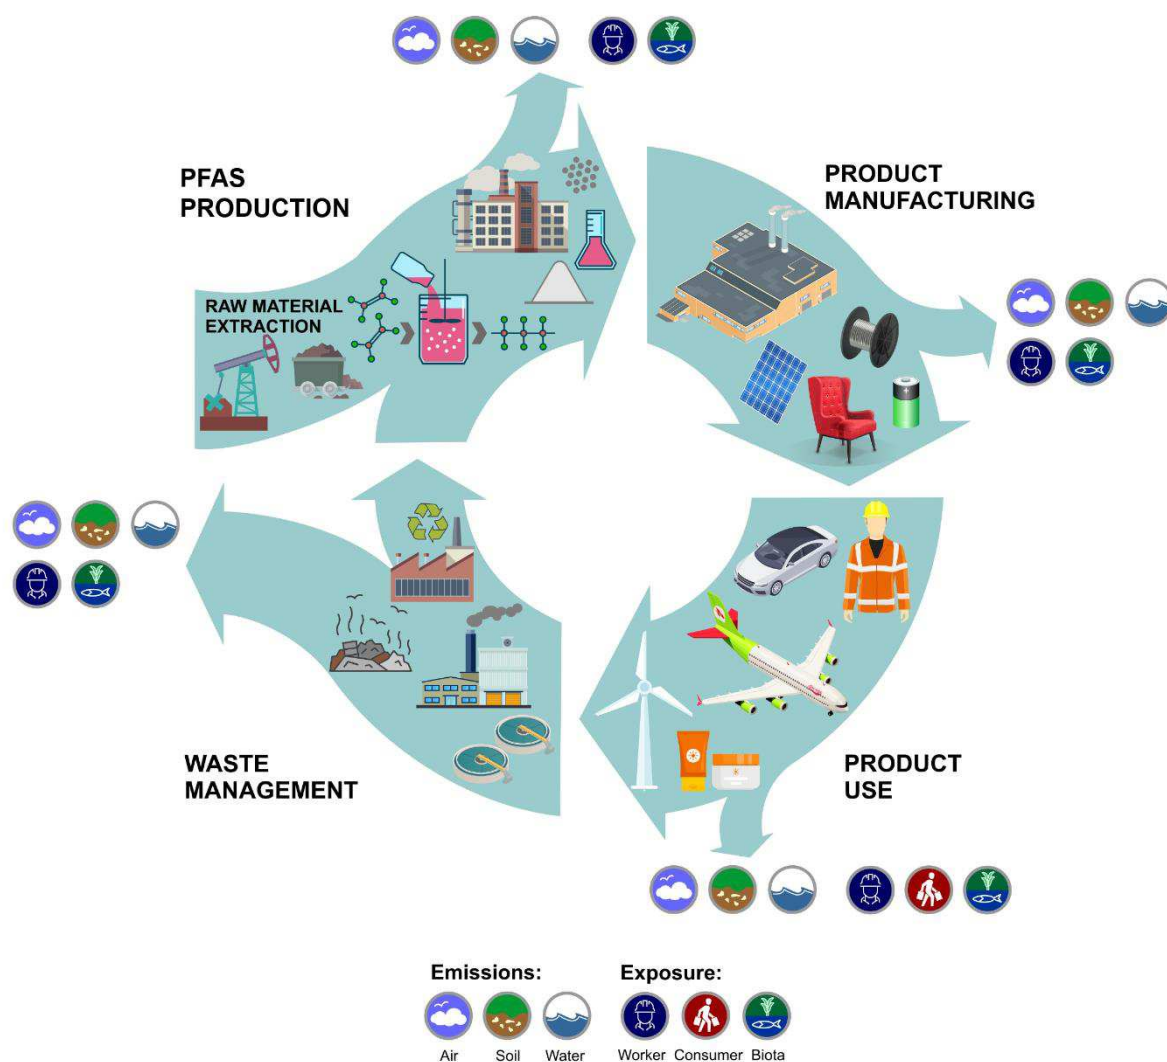 PFAS
PRODUCTION
RAW MATERIAL
EXTRACTION
PRODUCT
MANUFACTURING
WASTE
MANAGEMENT
PRODUCT
USE
Emissions:
Exposure:
Air
Soil
Water
Worker
Consumer
Biota